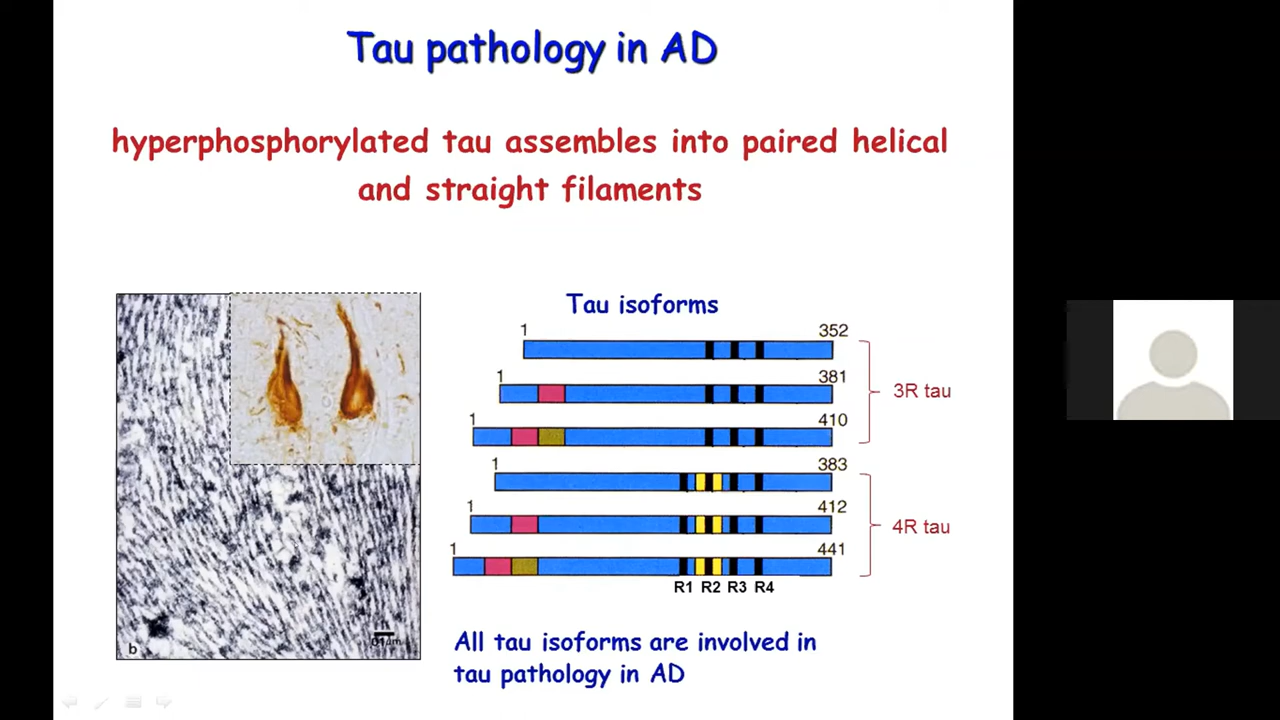 Tau pathology in AD
hyperphosphorylated tau assembles into paired helical
and straight filaments
Tau isoforms
1 352
1 381
3R tau
1 410
1 383
1 412
4R tau
1 441
R1 R2 R3 R4
b
All tau isoforms are involved in
tau pathology in AD